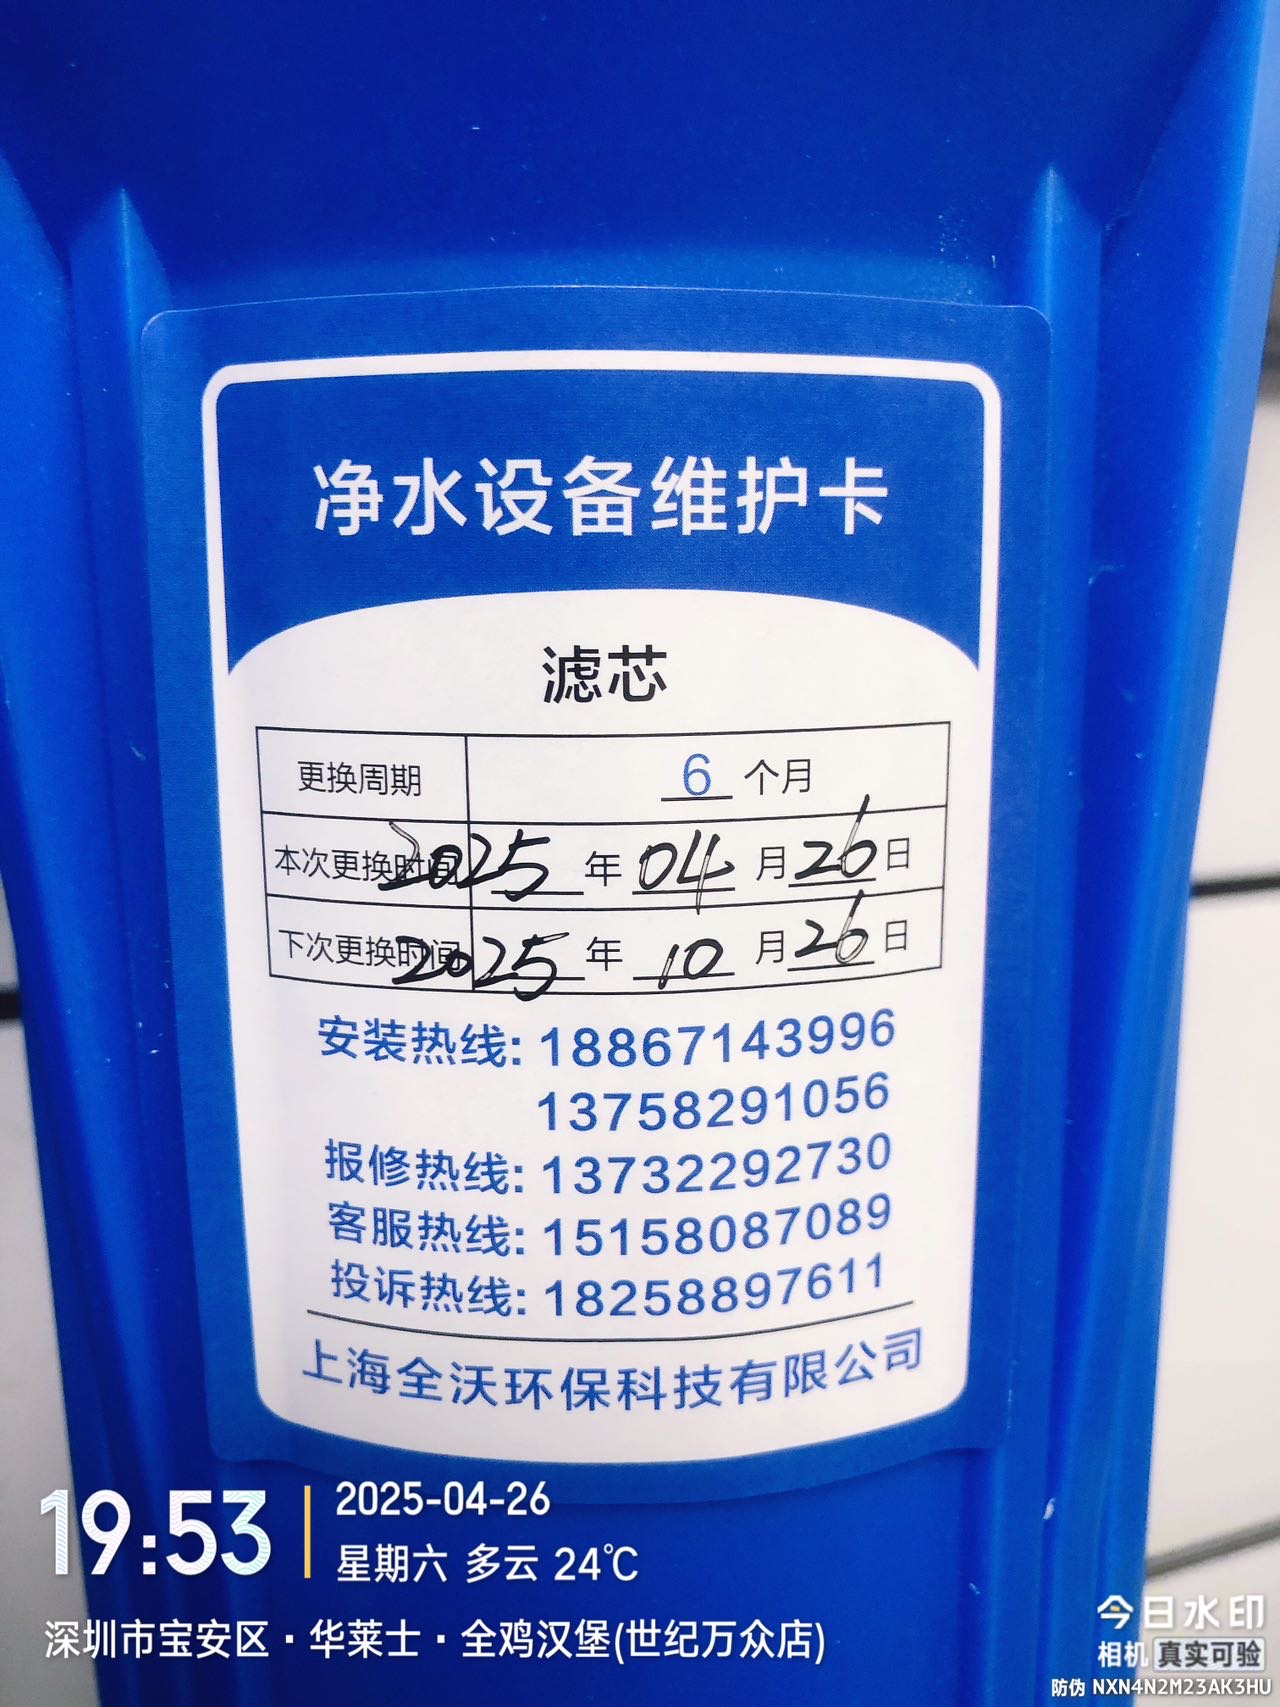 净水设备维护卡
滤芯
更换周期 6 个月
本次更换时间 2025 年 04 月 26 日
下次更换时间 2025 年 10 月 26 日
安装热线: 18867143996
13758291056
报修热线: 13732292730
客服热线: 15158087089
投诉热线: 18258897611
上海全沃环保科技有限公司
19:53
2025-04-26
星期六 多云 24℃
深圳市宝安区·华莱士·全鸡汉堡(世纪万众店)
今日水印
相机 真实可验
防伪 NXN4N2M23AK3HU